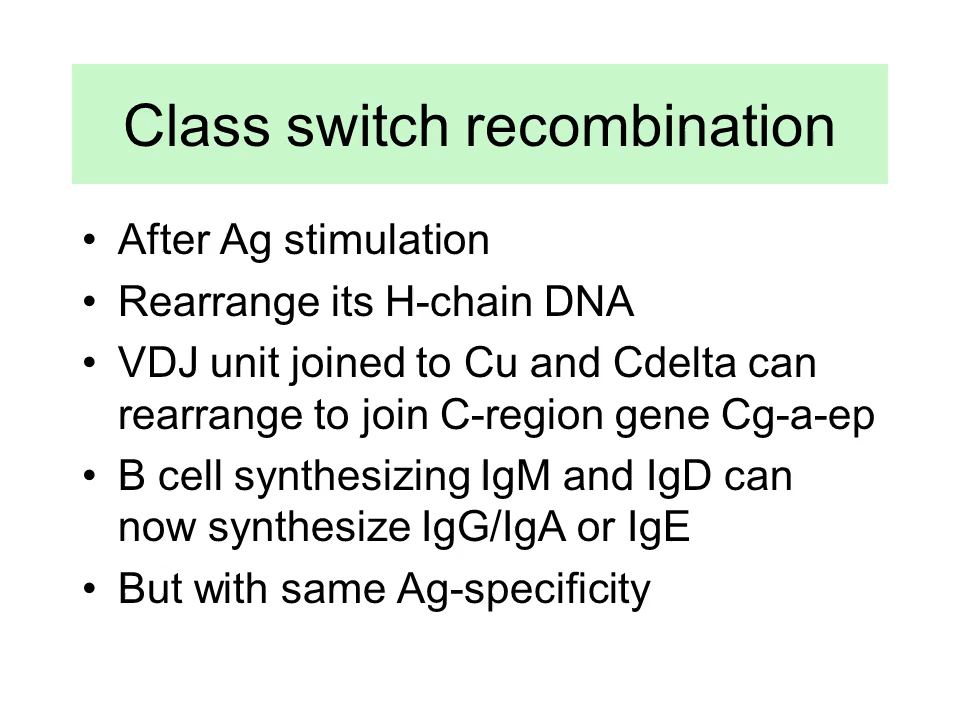 Class switch recombination
• After Ag stimulation
• Rearrange its H-chain DNA
• VDJ unit joined to Cu and Cdelta can
rearrange to join C-region gene Cg-a-ep
• B cell synthesizing IgM and IgD can
now synthesize IgG/IgA or IgE
• But with same Ag-specificity